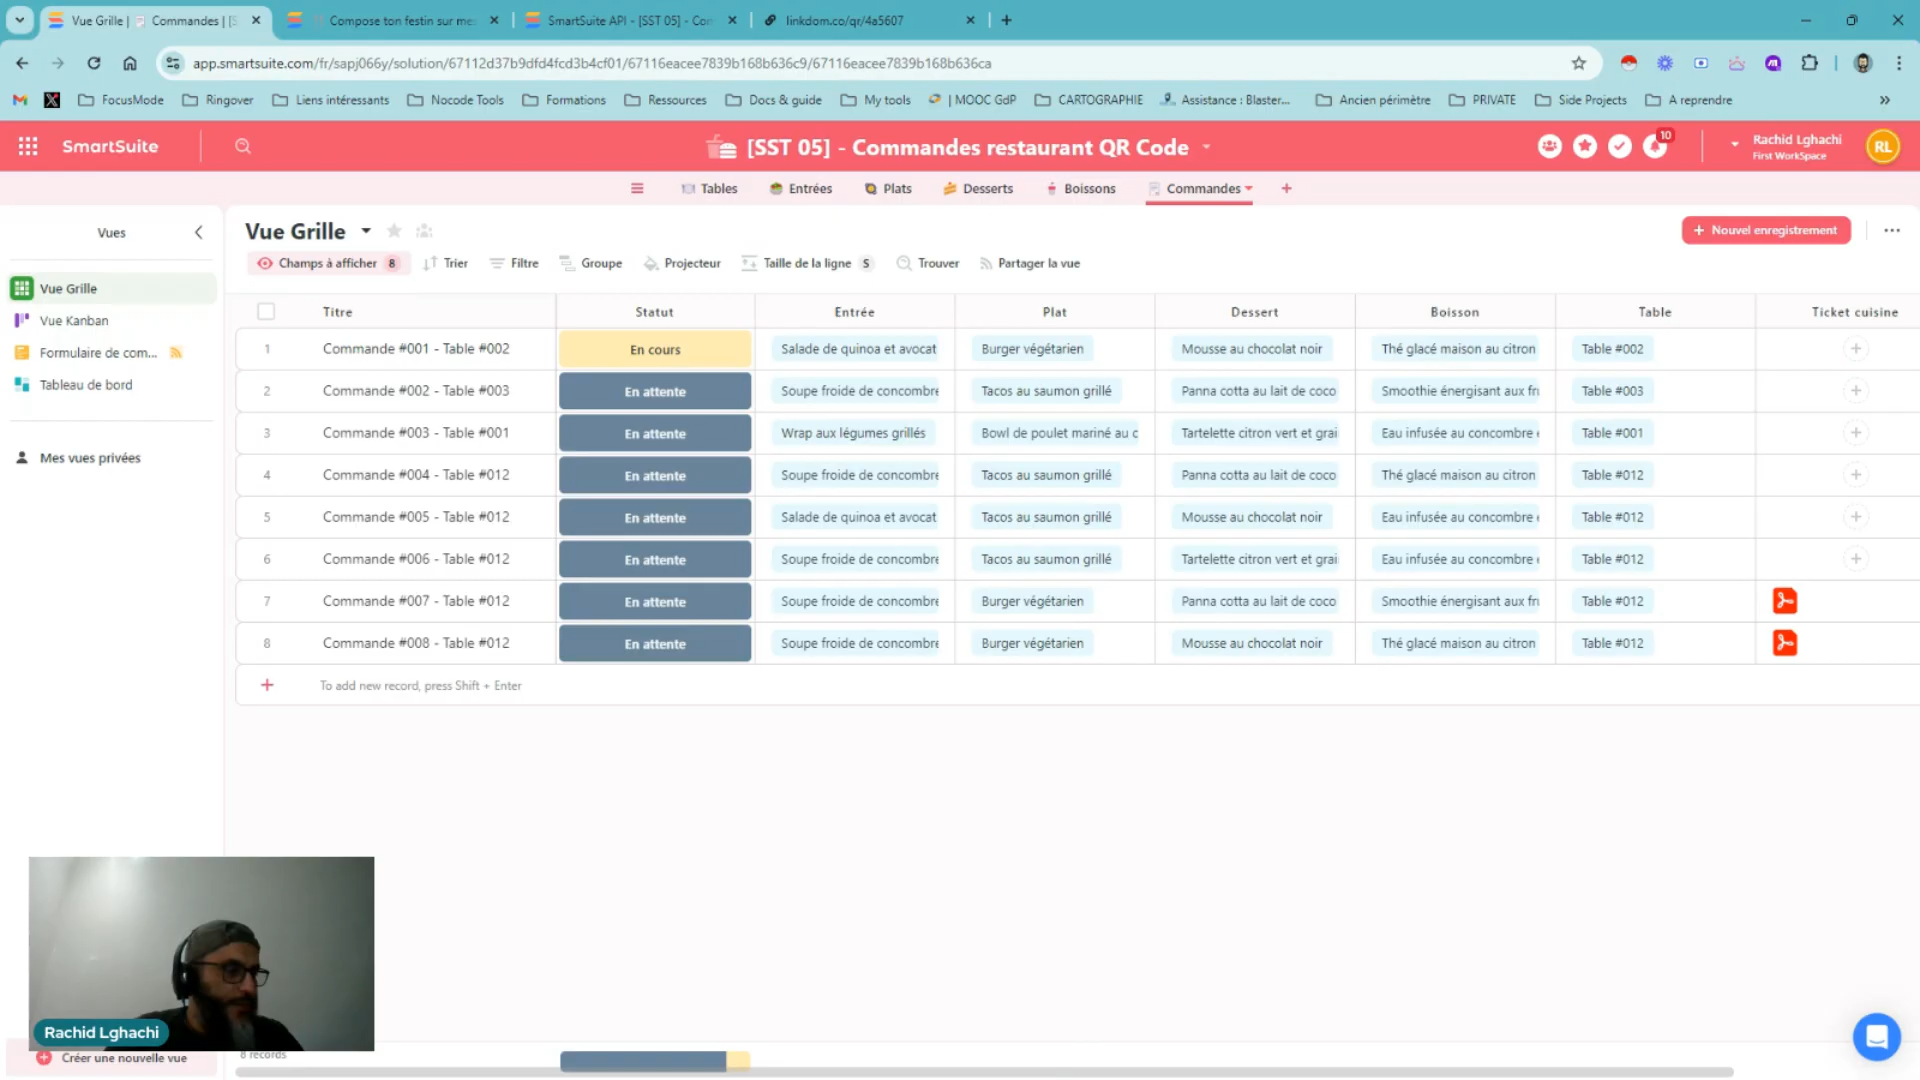 Vue Grille | Commandes | [S
Compose ton festin sur me
SmartSuite API - [SST 05] - Co
linkdom.co/qr/4a5607
app.smartsuite.com/fr/sapj066y/solution/67112d37b9dfd4fcd3b4cf01/67116eacee7839b168b636c9/67116eacee7839b168b636ca
FocusMode
Ringover
Liens intéressants
Nocode Tools
Formations
Ressources
Docs & guide
My tools
| MOOC GdP
CARTOGRAPHIE
Assistance : Blaster...
Ancien périmètre
PRIVATE
Side Projects
A reprendre
»
SmartSuite
[SST 05] - Commandes restaurant QR Code
10
Rachid Lghachi
First WorkSpace
RL
Tables
Entrées
Plats
Desserts
Boissons
Commandes
Vues
Vue Grille
Nouvel enregistrement
Champs à afficher 8
Trier
Filtre
Groupe
Projecteur
Taille de la ligne S
Trouver
Partager la vue
Vue Grille
Vue Kanban
Formulaire de com...
Tableau de bord
Mes vues privées
Titre Statut Entrée Plat Dessert Boisson Table Ticket cuisine
1 Commande #001 - Table #002 En cours Salade de quinoa et avocat Burger végétarien Mousse au chocolat noir Thé glacé maison au citron Table #002
2 Commande #002 - Table #003 En attente Soupe froide de concombre Tacos au saumon grillé Panna cotta au lait de coco Smoothie énergisant aux fru Table #003
3 Commande #003 - Table #001 En attente Wrap aux légumes grillés Bowl de poulet mariné au c Tartelette citron vert et grai Eau infusée au concombre e Table #001
4 Commande #004 - Table #012 En attente Soupe froide de concombre Tacos au saumon grillé Panna cotta au lait de coco Thé glacé maison au citron Table #012
5 Commande #005 - Table #012 En attente Salade de quinoa et avocat Tacos au saumon grillé Mousse au chocolat noir Eau infusée au concombre e Table #012
6 Commande #006 - Table #012 En attente Soupe froide de concombre Tacos au saumon grillé Tartelette citron vert et grai Eau infusée au concombre e Table #012
7 Commande #007 - Table #012 En attente Soupe froide de concombre Burger végétarien Panna cotta au lait de coco Smoothie énergisant aux fru Table #012
8 Commande #008 - Table #012 En attente Soupe froide de concombre Burger végétarien Mousse au chocolat noir Thé glacé maison au citron Table #012
To add new record, press Shift + Enter
Rachid Lghachi
Créer une nouvelle vue
8 records